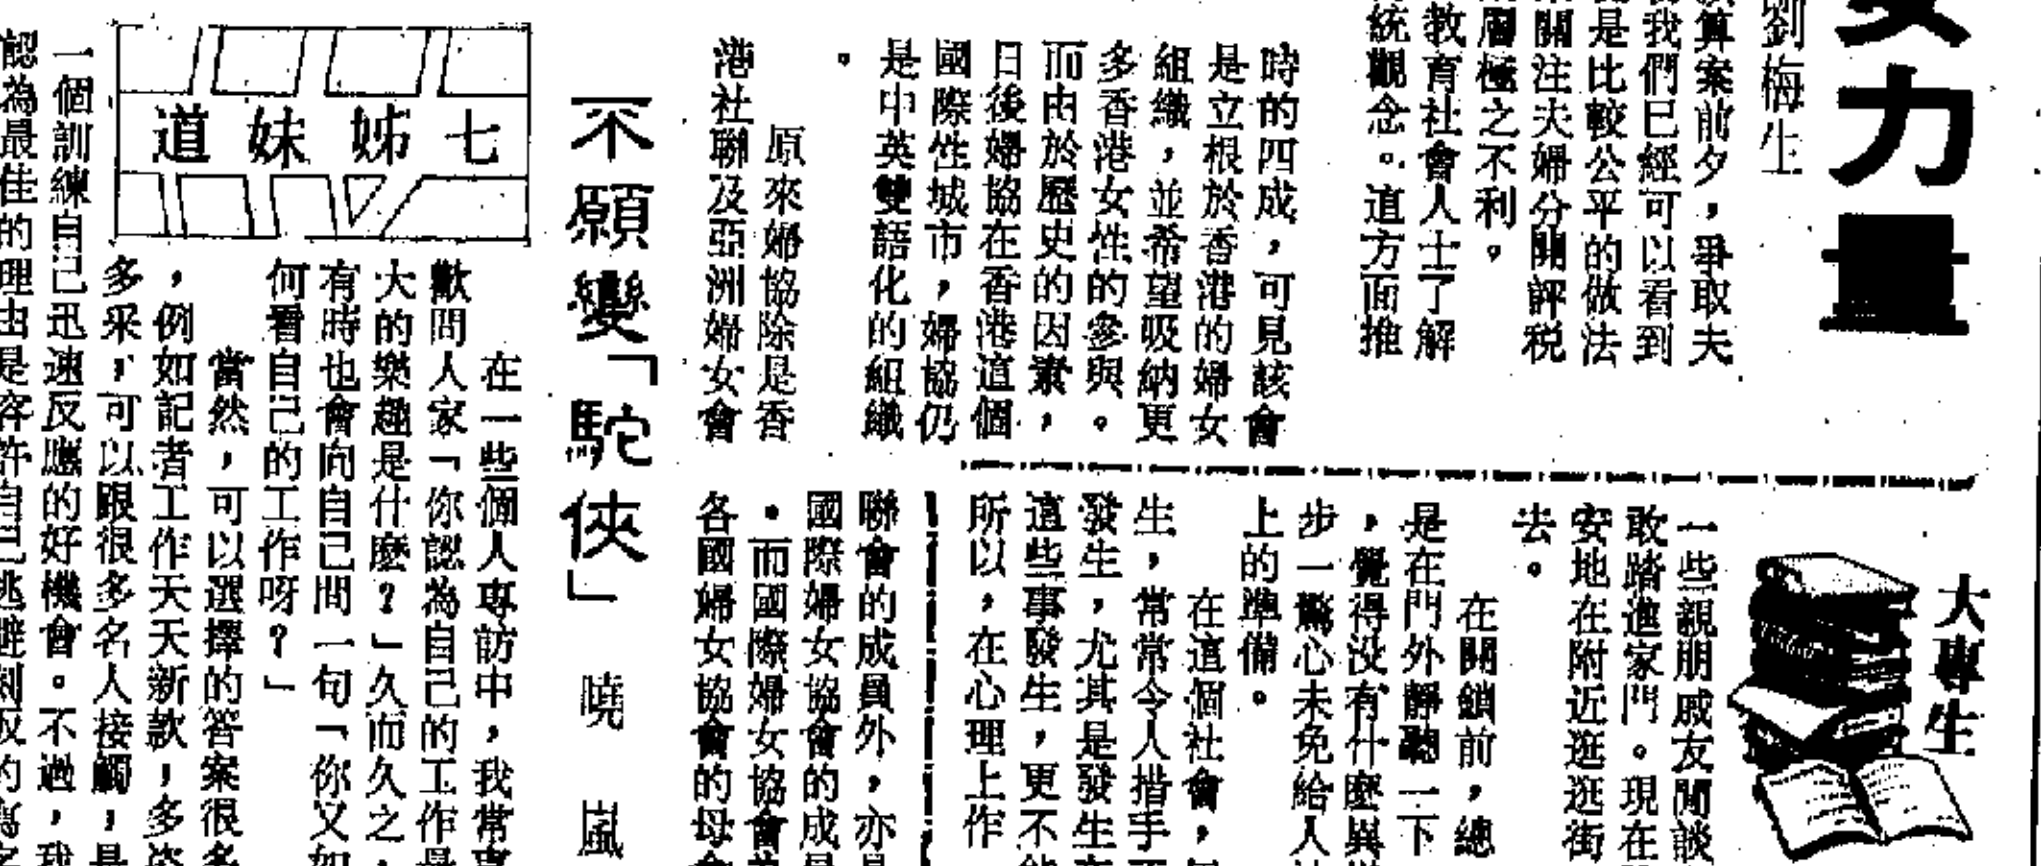 力量
劉梅生
算案前夕，爭取夫
我們已經可以看到
是比較公平的做法
關注夫婦分開評税
層極之不利。
教育社會人士了解
統觀念。這方面推
時的四成，可見該會
是立根於香港的婦女
組織，並希望吸納更
多香港女性的參與。
而由於歷史的因素，
日後婦協在香港這個
國際性城市，婦協仍
是中英雙語化的組織
。
原來婦協除是香
港社聯及亞洲婦女會
聯會的成員外，亦
國際婦女協會的成
。而國際婦女協會
各國婦女協會的母
大專生
一些親朋戚友閒談
敢踏進家門。現在
安地在附近逛逛街
去。
在關鎖前，總
是在門外靜聽一下
，覺得没有什麼異
步一驚心未免給人
上的準備。
在這個社會，
生，常常令人措手
發生，尤其是發生
這些事發生，更不
所以，在心理上作
不願變「駝俠」
曉嵐
七姊妹道
在一些個人專訪中，我常
歡問人家「你認為自己的工作
大的樂趣是什麼？」久而久之，
有時也會向自己問一句「你又如
何看自己的工作呀？」
當然，可以選擇的答案很多
，例如記者工作天天新款，多姿
多采，可以跟很多名人接觸，是
一個訓練自己迅速反應的好機會。不過，我
認為最佳的理由是容許自己逃避刻板的